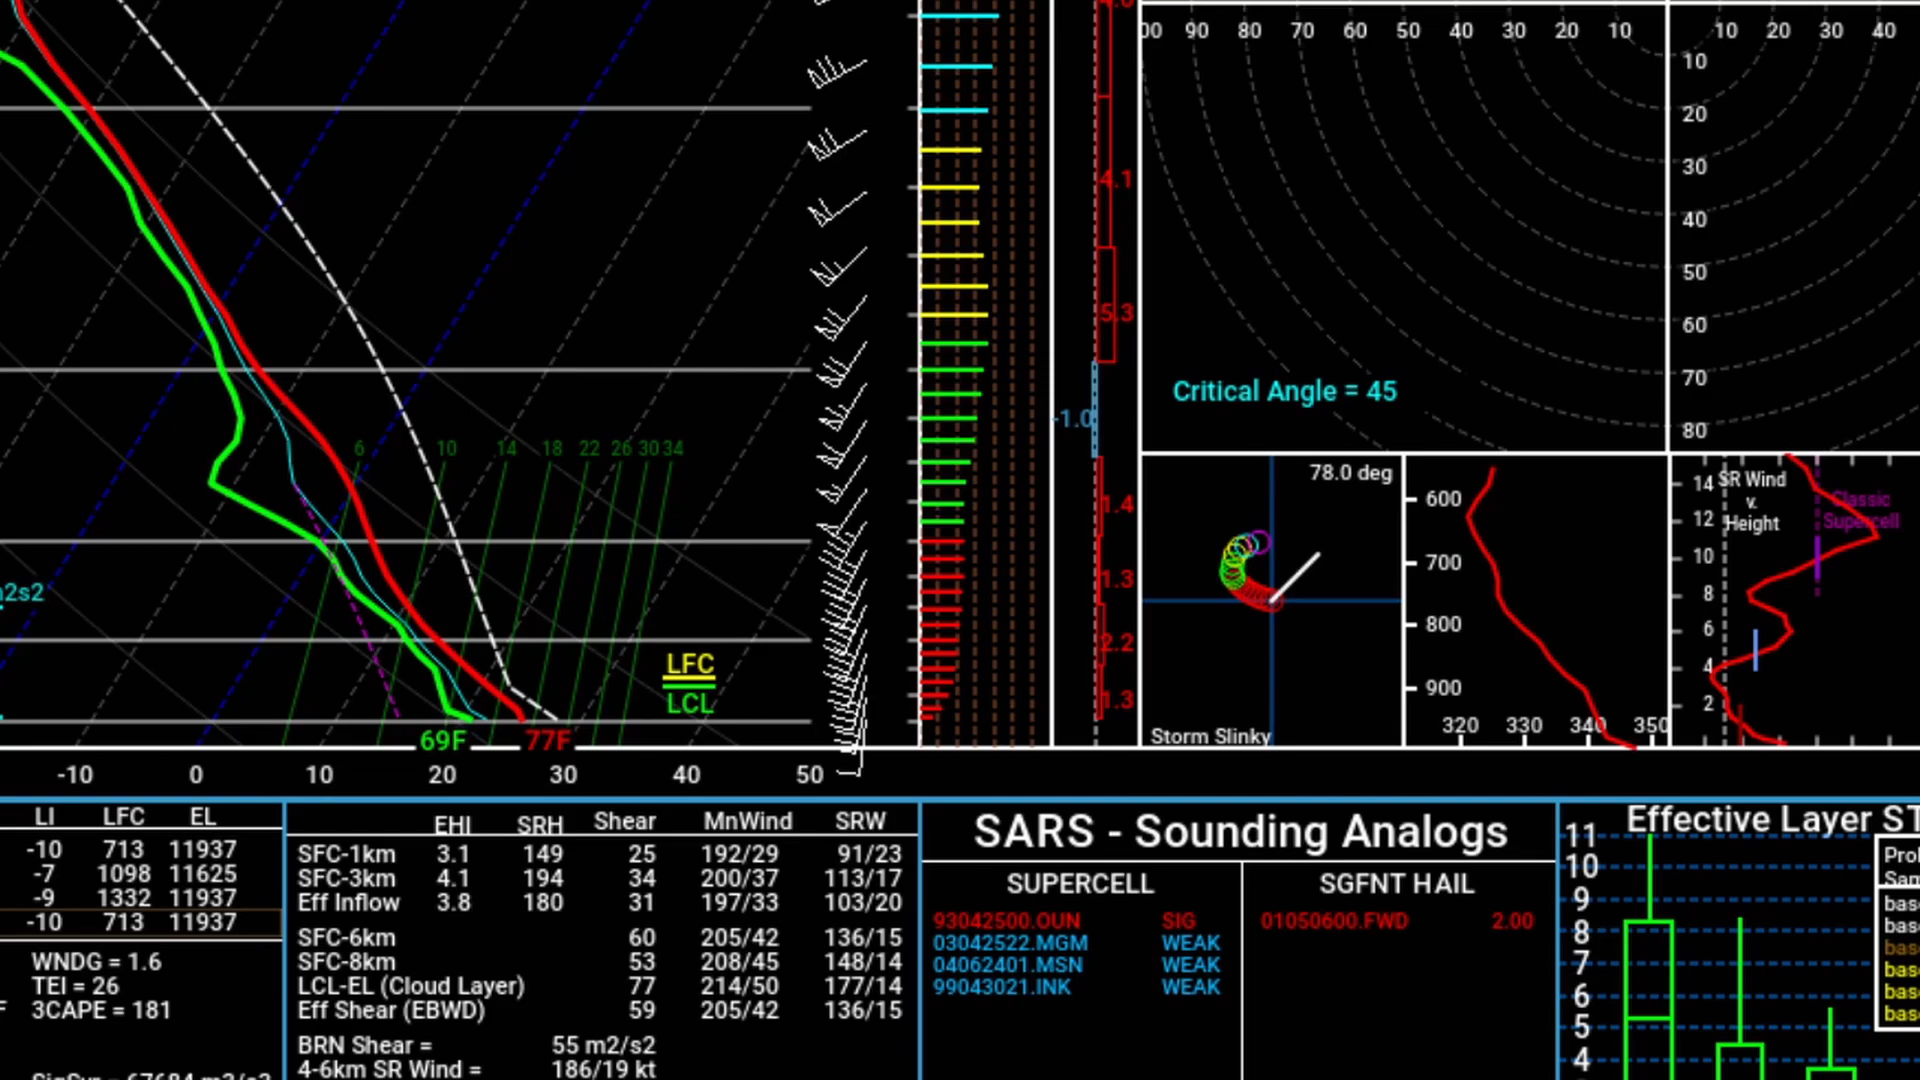 4.1
5.3
-1.0
1.4
1.3
2.2
1.3
6 10 14 18 22 26 30 34
m2s2
LFC
LCL
69F 77F
-10 0 10 20 30 40 50
90 80 70 60 50 40 30 20 10 10 20 30 40
10
20
30
40
50
60
70
80
Critical Angle = 45
78.0 deg
Storm Slinky
600
700
800
900
320 330 340 350
14
12
10
8
6
4
2
SR Wind
v.
Height
Classic
Supercell
LI LFC EL
-10 713 11937
-7 1098 11625
-9 1332 11937
-10 713 11937
WNDG = 1.6
TEI = 26
3CAPE = 181
EHI SRH Shear MnWind SRW
SFC-1km 3.1 149 25 192/29 91/23
SFC-3km 4.1 194 34 200/37 113/17
Eff Inflow 3.8 180 31 197/33 103/20
SFC-6km 60 205/42 136/15
SFC-8km 53 208/45 148/14
LCL-EL (Cloud Layer) 77 214/50 177/14
Eff Shear (EBWD) 59 205/42 136/15
BRN Shear = 55 m2/s2
4-6km SR Wind = 186/19 kt
SARS - Sounding Analogs
SUPERCELL
93042500.OUN SIG
03042522.MGM WEAK
04062401.MSN WEAK
99043021.INK WEAK
SGFNT HAIL
01050600.FWD 2.00
Effective Layer ST
11
10
9
8
7
6
5
4
base
base
base
base
base
base